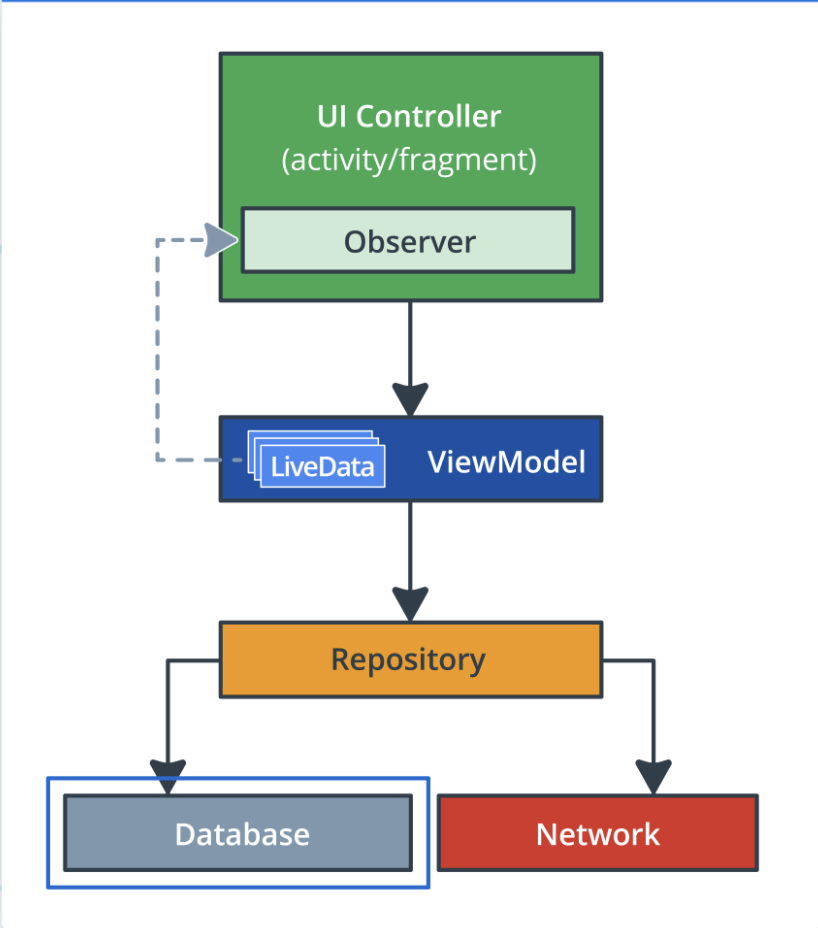 UI Controller
(activity/fragment)
Observer
LiveData
ViewModel
Repository
Database
Network